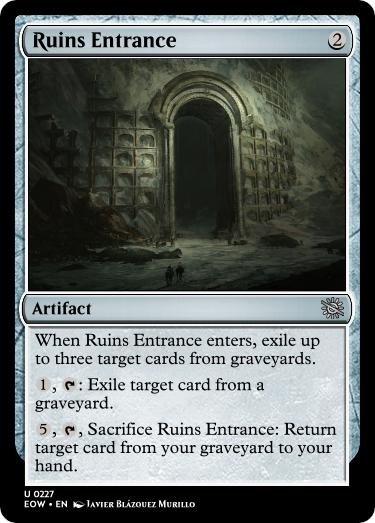 Ruins Entrance 2
Artifact
When Ruins Entrance enters, exile up
to three target cards from graveyards.
1, : Exile target card from a
graveyard.
5, , Sacrifice Ruins Entrance: Return
target card from your graveyard to your
hand.
U 0227
EOW • EN Javier Blázquez Murillo